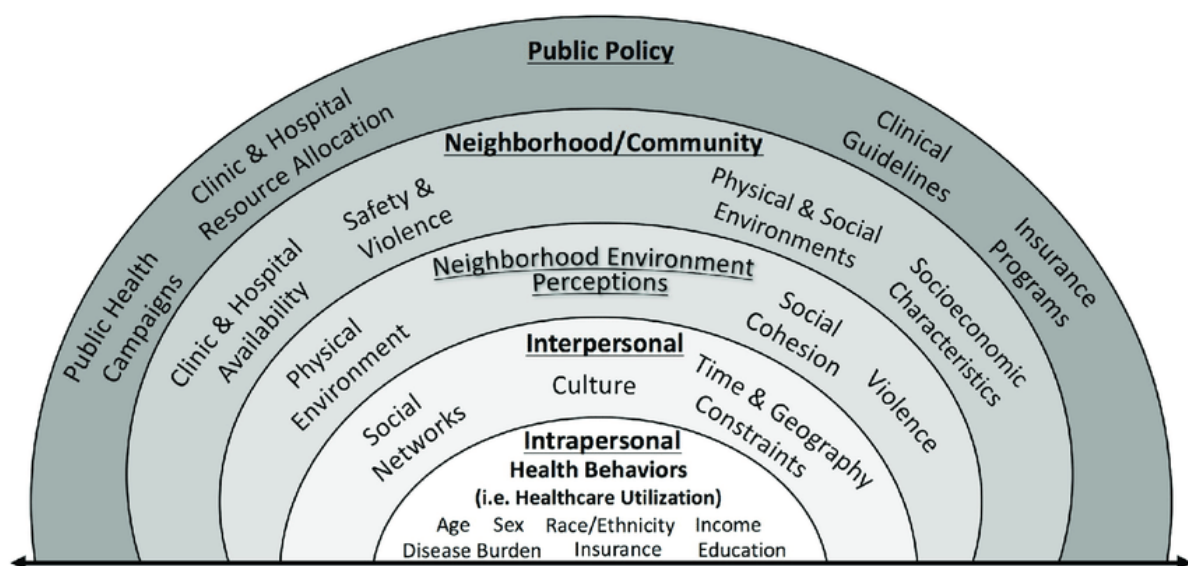 Public Policy
Public Health
Campaigns
Clinic & Hospital
Resource Allocation
Clinical
Guidelines
Insurance
Programs
Neighborhood/Community
Clinic & Hospital
Availability
Safety &
Violence
Physical & Social
Environments
Socioeconomic
Characteristics
Neighborhood Environment
Perceptions
Physical
Environment
Social
Cohesion
Violence
Interpersonal
Social
Networks
Culture
Time & Geography
Constraints
Intrapersonal
Health Behaviors
(i.e. Healthcare Utilization)
Age Sex Race/Ethnicity Income
Disease Burden Insurance Education